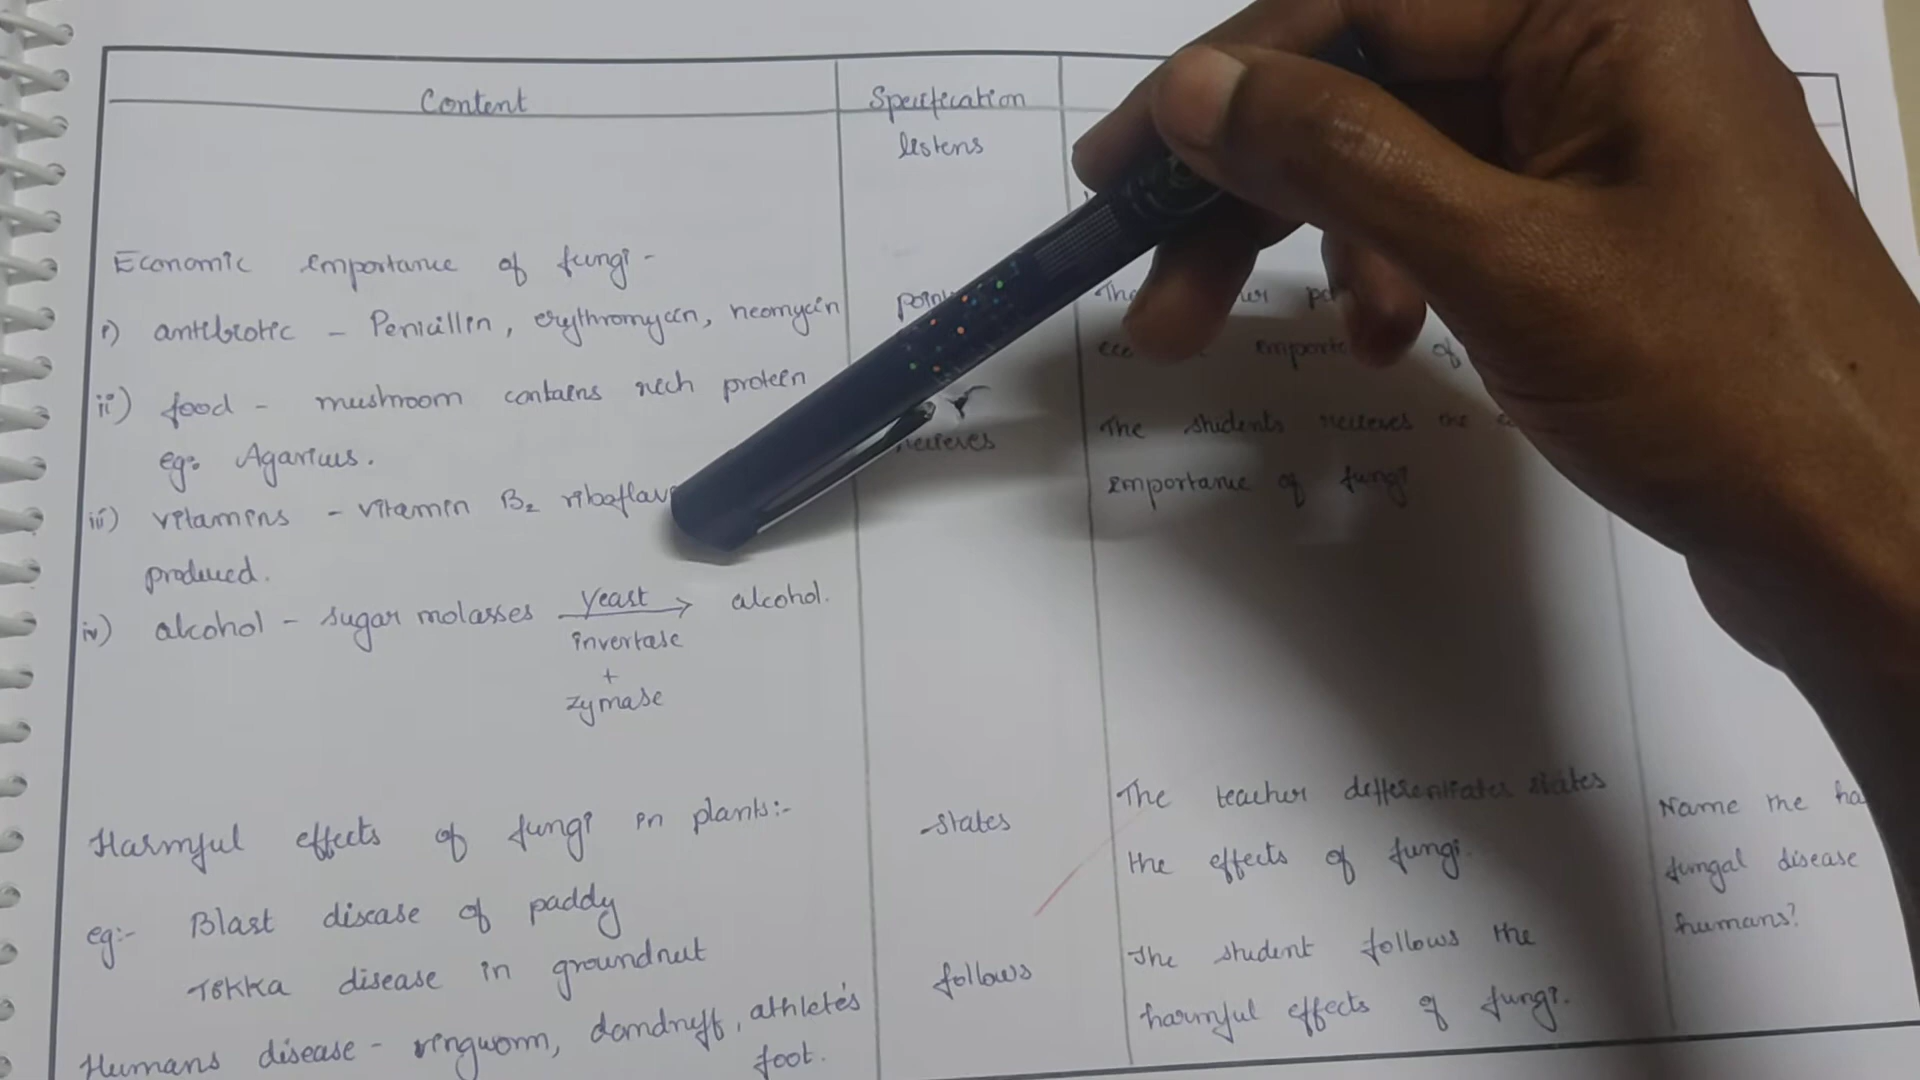 Content
Specification
listens
Economic importance of fungi -
i) antibiotic - Penicillin, erythromycin, neomycin
ii) food - mushroom contains rich protein
eg: Agaricus.
iii) vitamins - vitamin B2
produced.
iv) alcohol - sugar molasses yeast → alcohol.
invertase
+
zymase
The
of
recieves
The students recieves the
importance of fungi
Harmful effects of fungi in plants:-
eg:- Blast disease of paddy
Tikka disease in groundnut
Humans disease - ringworm, dandruff, athlete's
foot.
states
follows
The teacher differentiates states
the effects of fungi.
The student follows the
harmful effects of fungi.
Name the
fungal disease
humans?